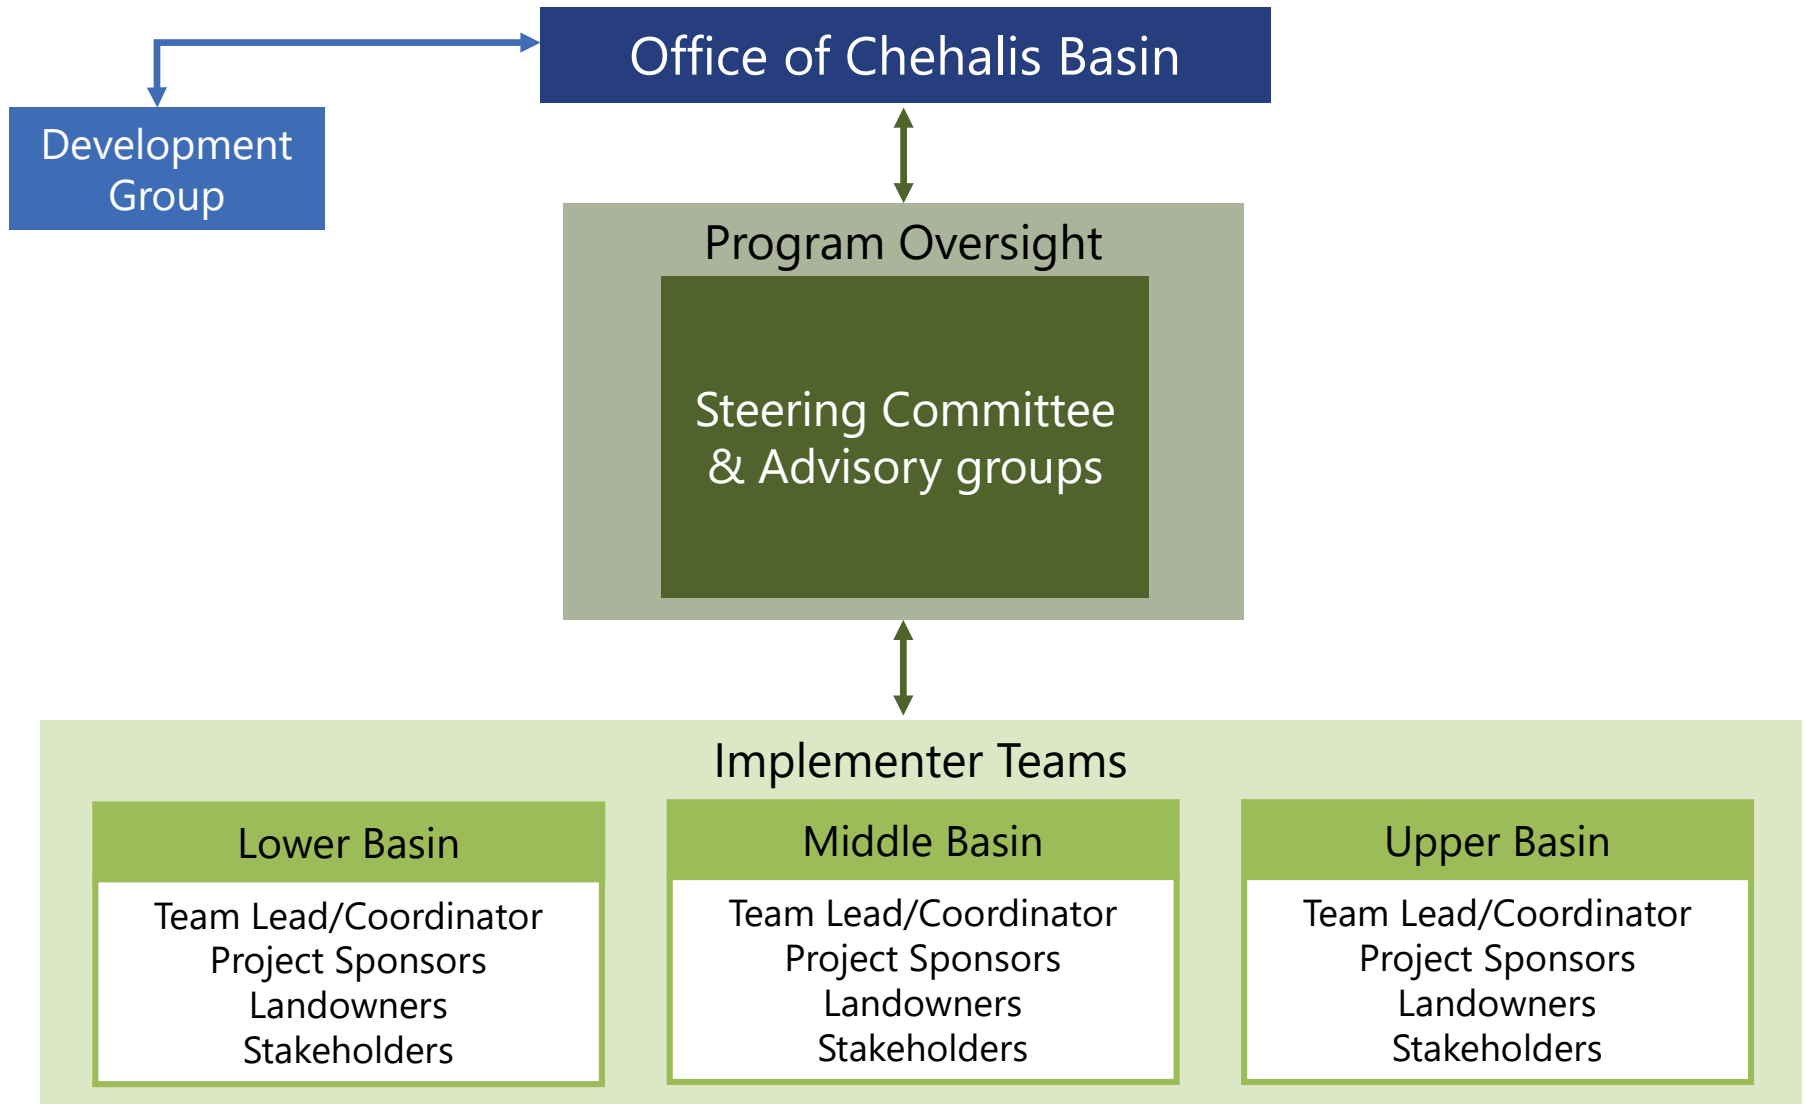 Office of Chehalis Basin
Development
Group
Program Oversight
Steering Committee
& Advisory groups
Implementer Teams
Lower Basin
Team Lead/Coordinator
Project Sponsors
Landowners
Stakeholders
Middle Basin
Team Lead/Coordinator
Project Sponsors
Landowners
Stakeholders
Upper Basin
Team Lead/Coordinator
Project Sponsors
Landowners
Stakeholders